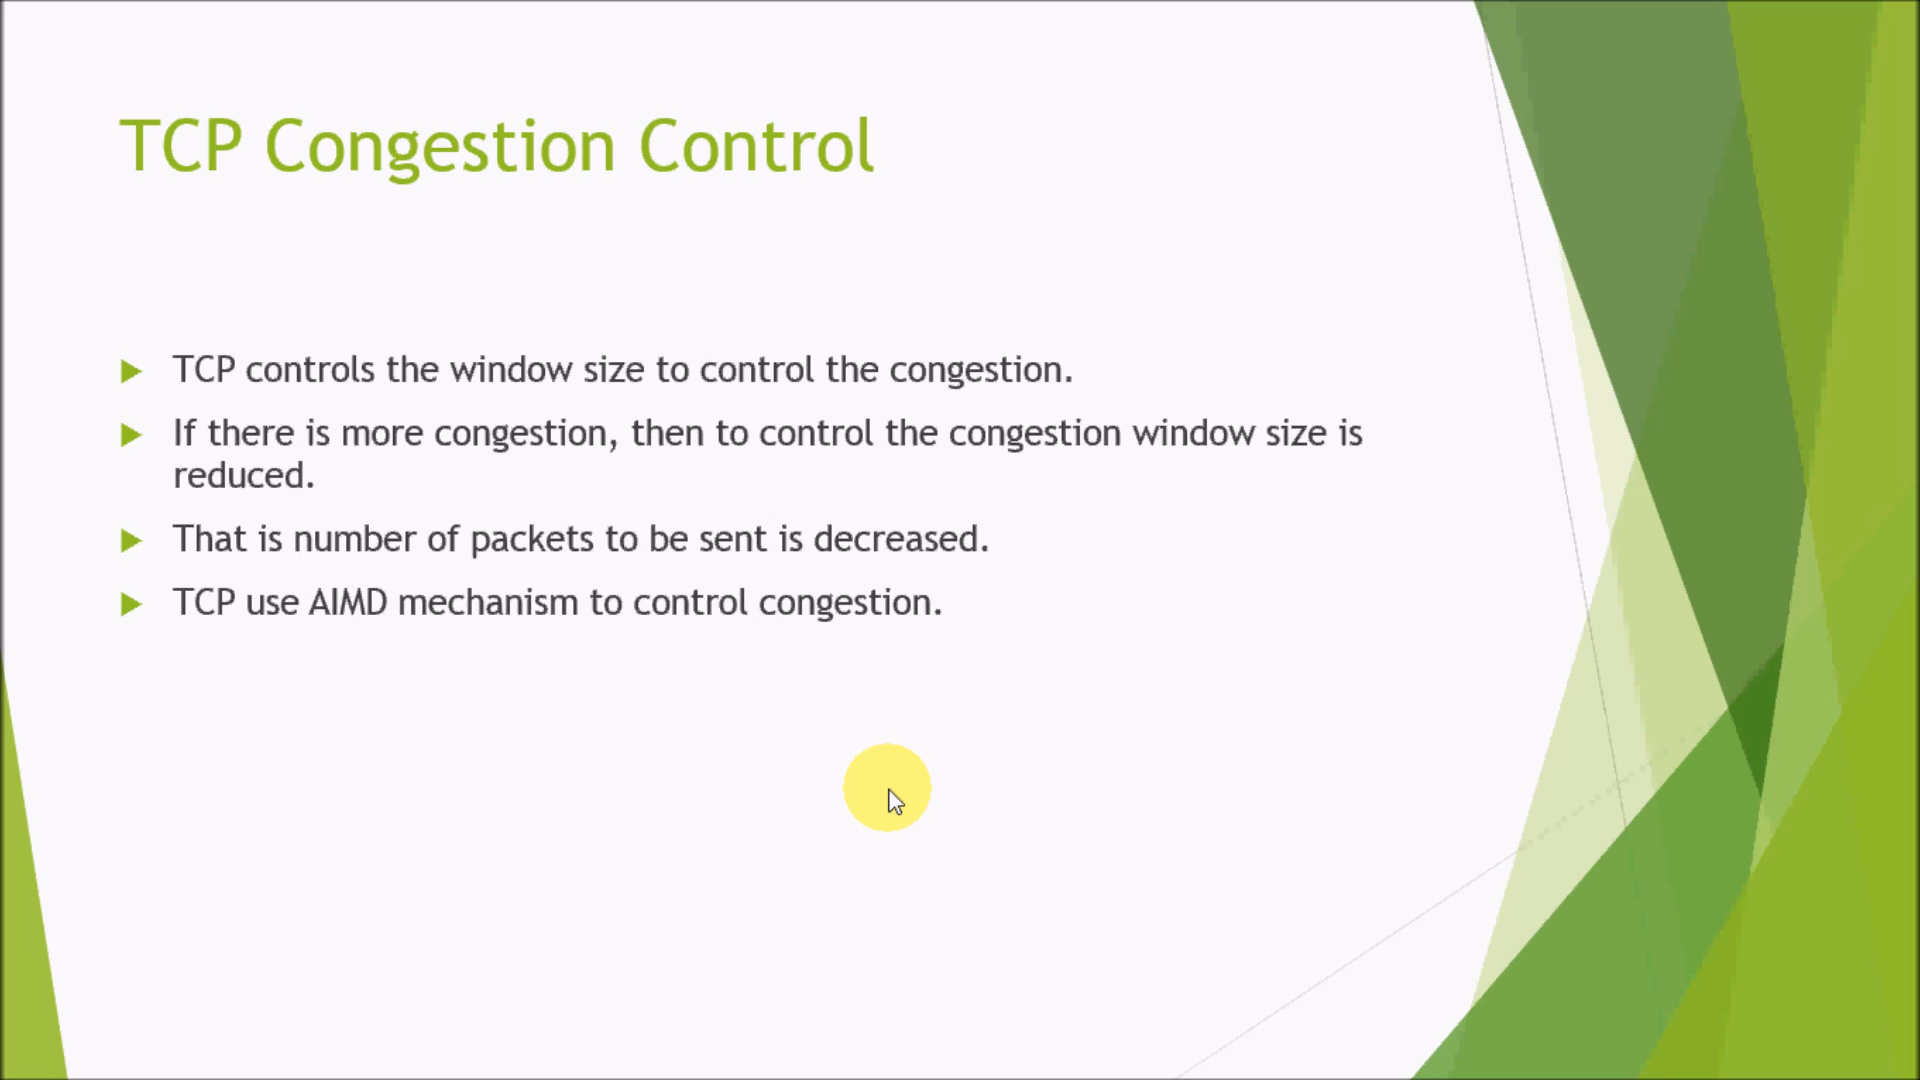 TCP Congestion Control
TCP controls the window size to control the congestion.
If there is more congestion, then to control the congestion window size is
reduced.
That is number of packets to be sent is decreased.
TCP use AIMD mechanism to control congestion.